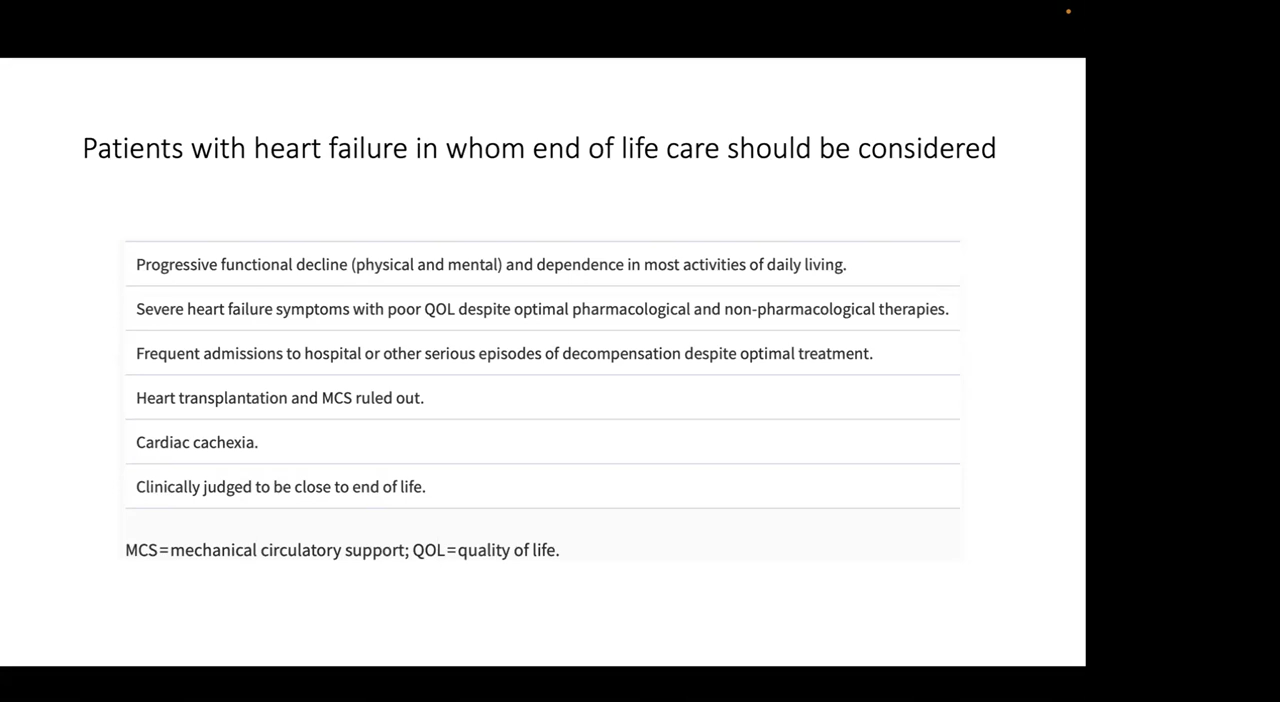 Patients with heart failure in whom end of life care should be considered
Progressive functional decline (physical and mental) and dependence in most activities of daily living.
Severe heart failure symptoms with poor QOL despite optimal pharmacological and non-pharmacological therapies.
Frequent admissions to hospital or other serious episodes of decompensation despite optimal treatment.
Heart transplantation and MCS ruled out.
Cardiac cachexia.
Clinically judged to be close to end of life.
MCS=mechanical circulatory support; QOL=quality of life.